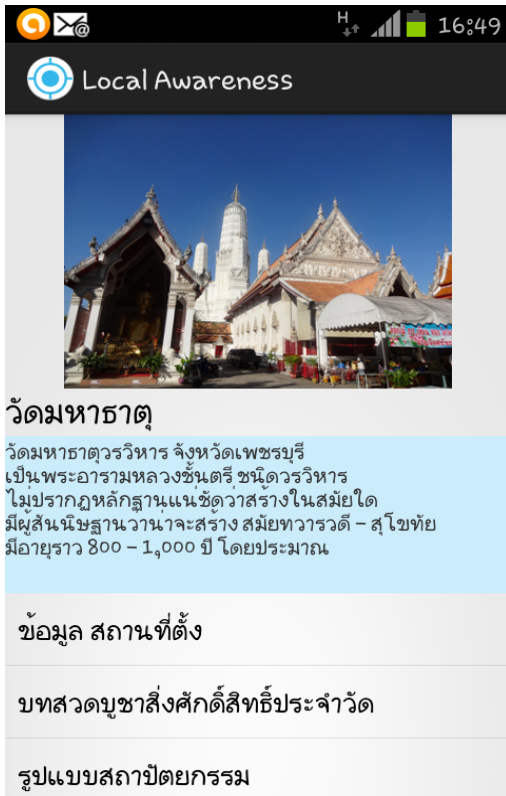 H
16:49
Local Awareness
วัดมหาธาตุ
วัดมหาธาตุวรวิหาร จังหวัดเพชรบุรี
เป็นพระอารามหลวงชั้นตรี ชนิดวรวิหาร
ไม่ปรากฏหลักฐานแน่ชัดว่าสร้างในสมัยใด
มีผู้สันนิษฐานวาน่าจะสร้าง สมัยทวารวดี – สุโขทัย
มีอายุราว 800 – 1,000 ปี โดยประมาณ
ข้อมูล สถานที่ตั้ง
บทสวดบูชาสิ่งศักดิ์สิทธิ์ประจำวัด
รูปแบบสถาปัตยกรรม